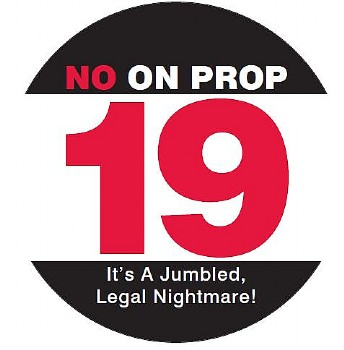 NO ON PROP
19
It's A Jumbled,
Legal Nightmare!